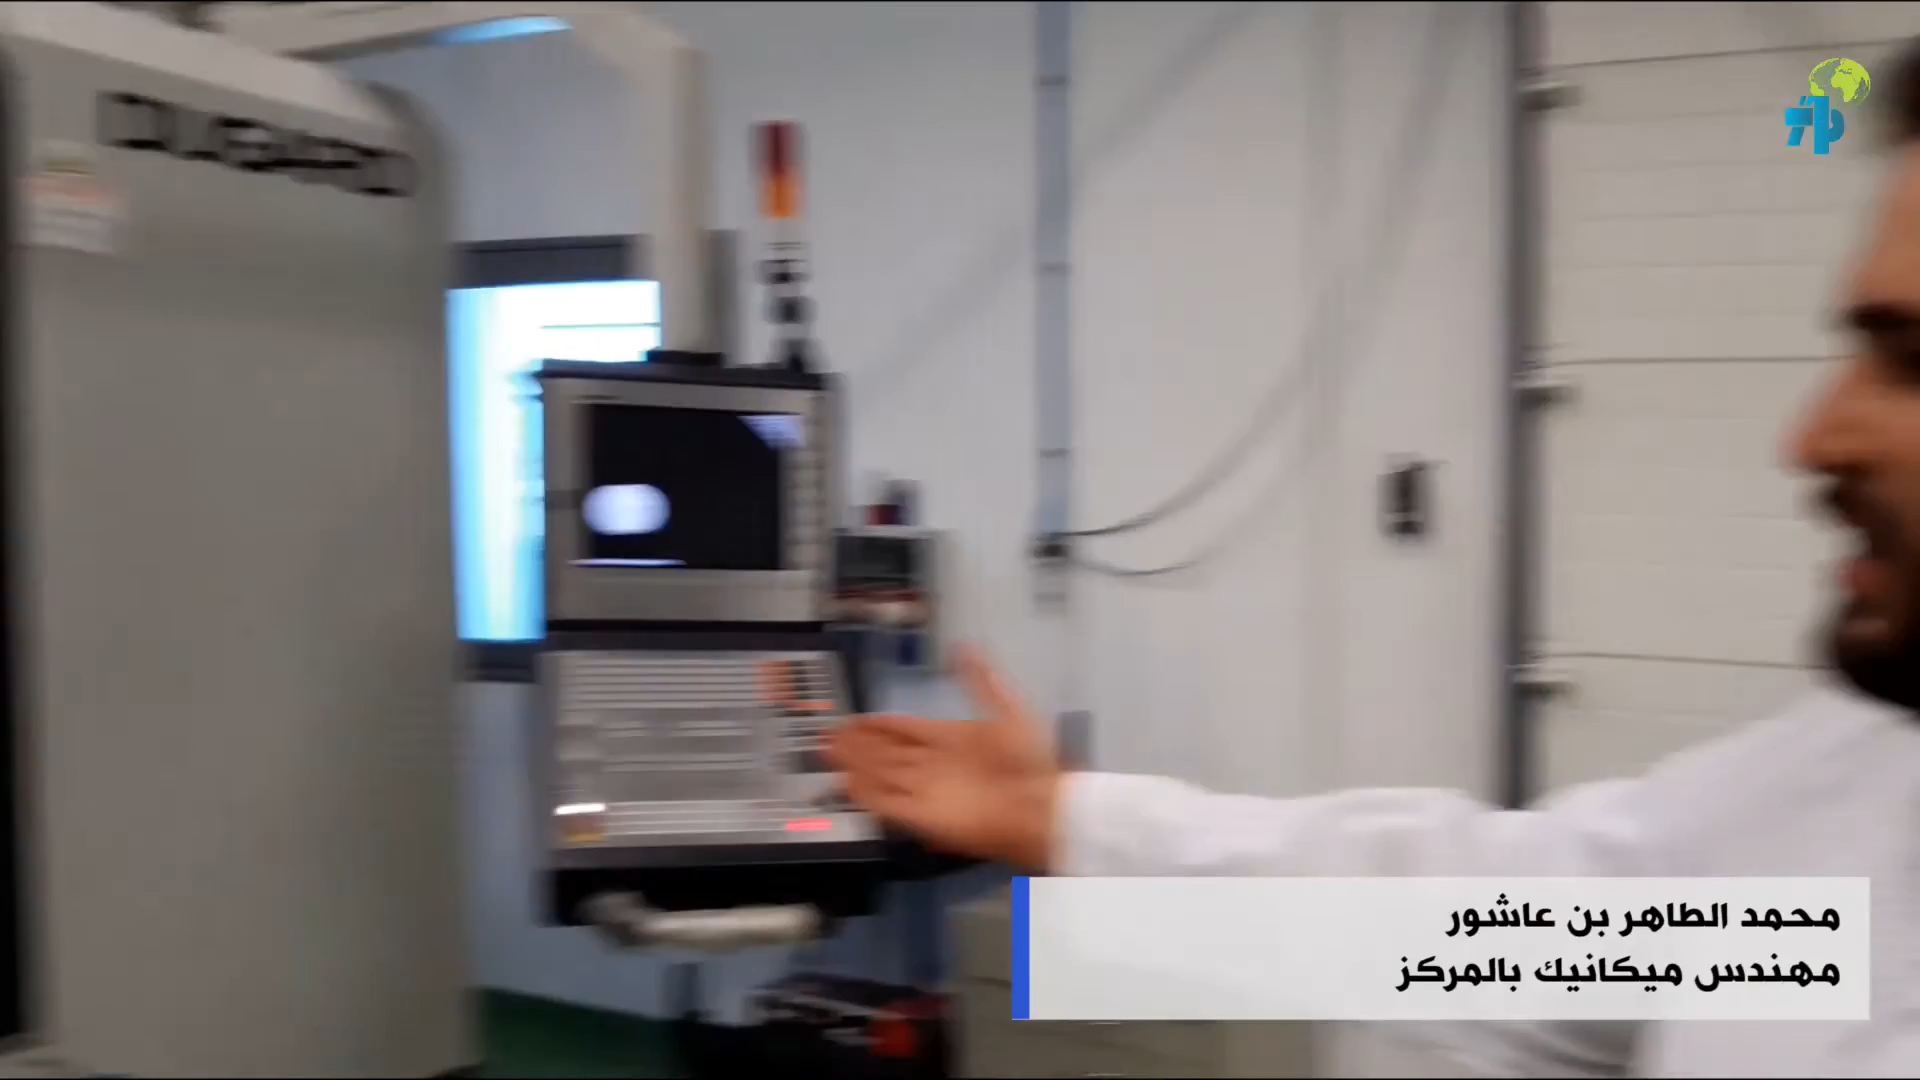 محمد الطاهر بن عاشور
مهندس ميكانيك بالمركز